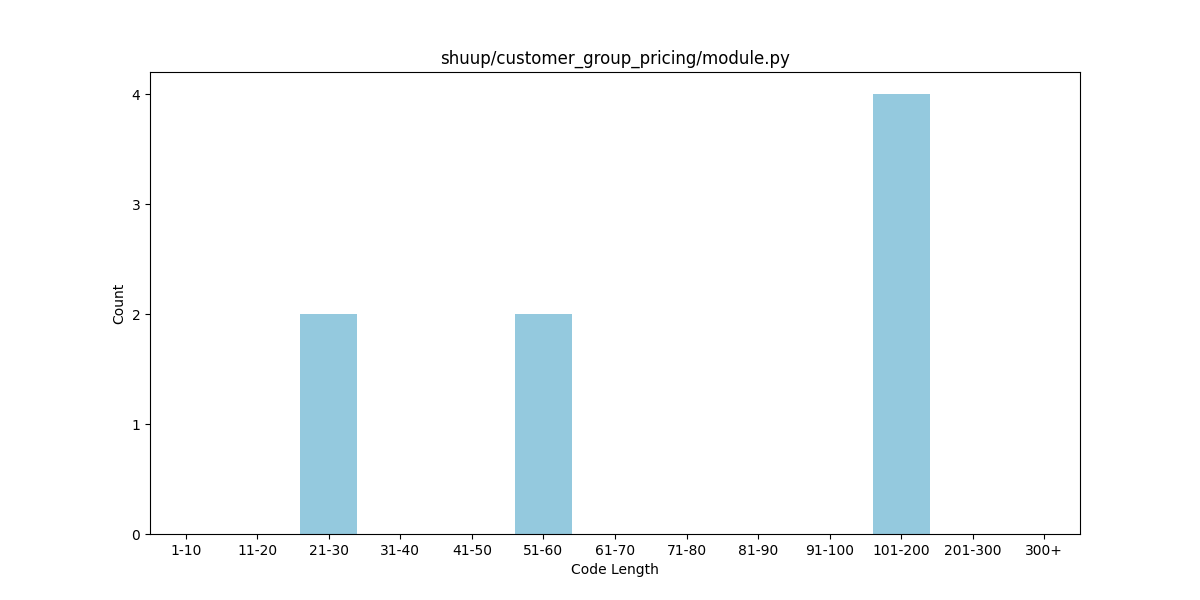 shuup/customer_group_pricing/module.py
4
3
2
1
0
Count
1-10 11-20 21-30 31-40 41-50 51-60 61-70 71-80 81-90 91-100 101-200 201-300 300+
Code Length